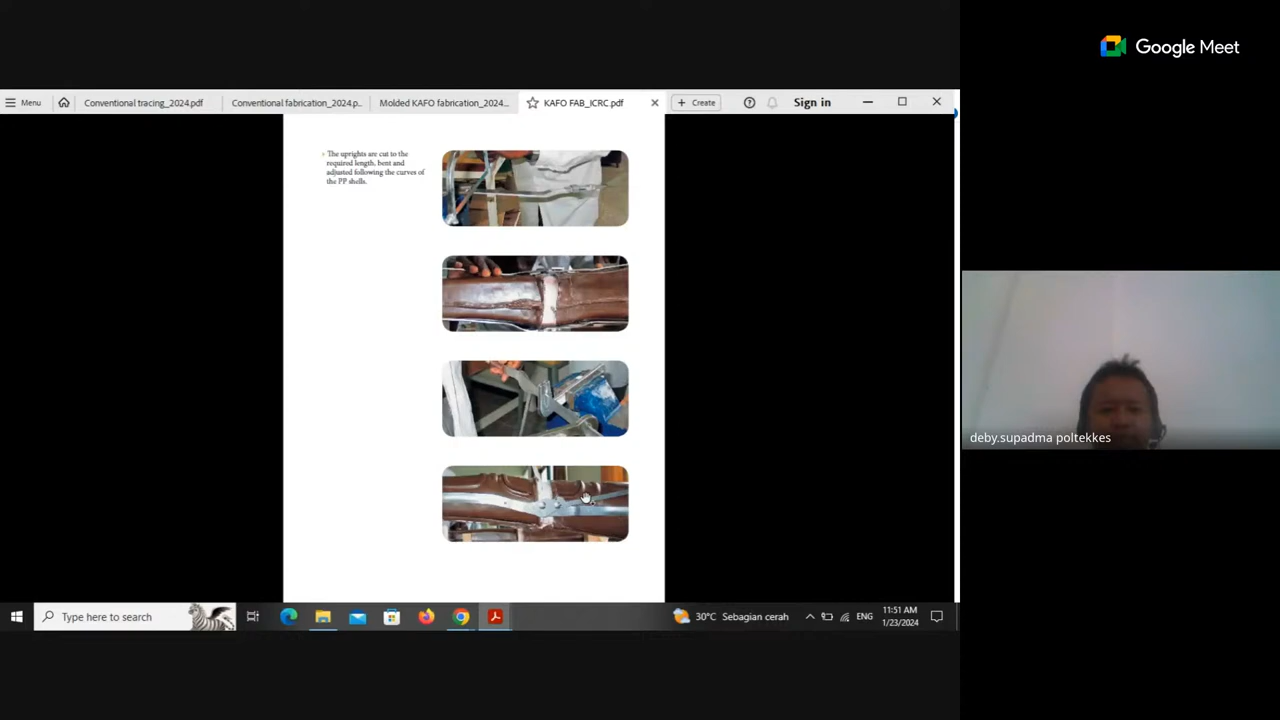 Google Meet
Menu
Conventional tracing_2024.pdf
Conventional fabrication_2024.p..
Molded KAFO fabrication_2024...
KAFO FAB_ICRC.pdf
Create
Sign in
The uprights are cut to the
required length, bent and
adjusted following the curves of
the PP shells.
deby.supadma poltekkes
Type here to search
30°C Sebagian cerah
ENG
11:51 AM
1/23/2024